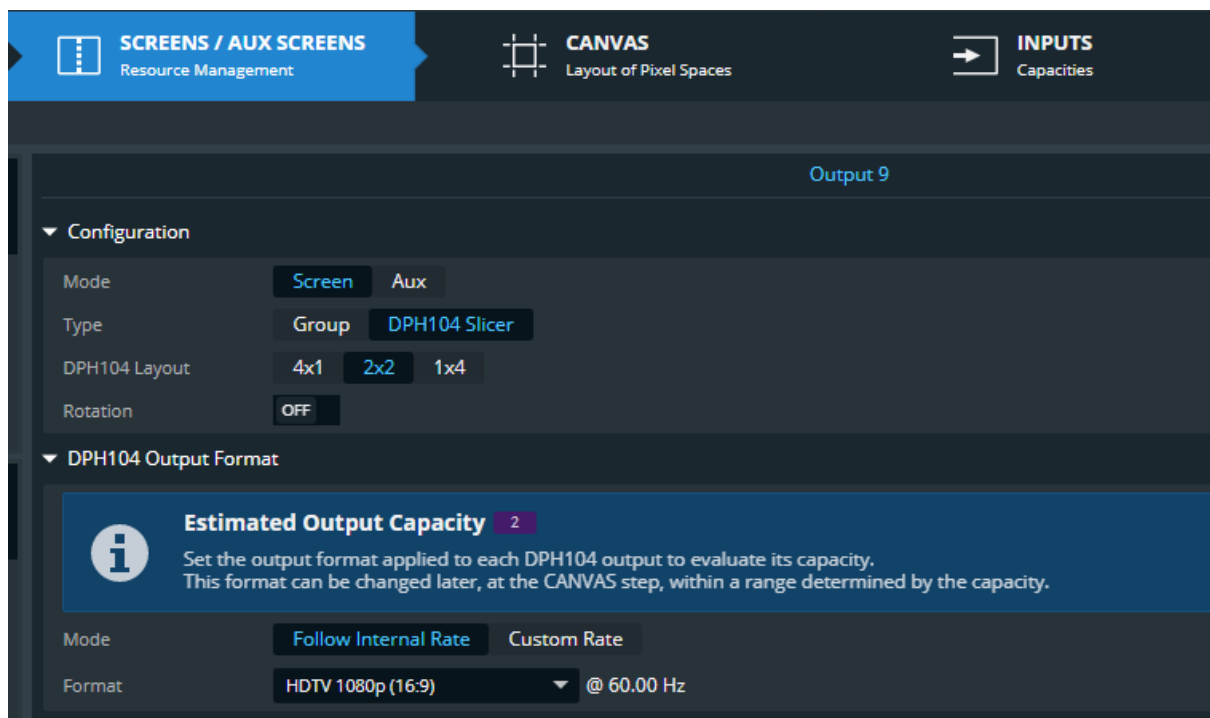 SCREENS / AUX SCREENS
Resource Management
CANVAS
Layout of Pixel Spaces
INPUTS
Capacities
Output 9
Configuration
Mode Screen Aux
Type Group DPH104 Slicer
DPH104 Layout 4x1 2x2 1x4
Rotation OFF
DPH104 Output Format
Estimated Output Capacity 2
Set the output format applied to each DPH104 output to evaluate its capacity.
This format can be changed later, at the CANVAS step, within a range determined by the capacity.
Mode Follow Internal Rate Custom Rate
Format HDTV 1080p (16:9) @ 60.00 Hz